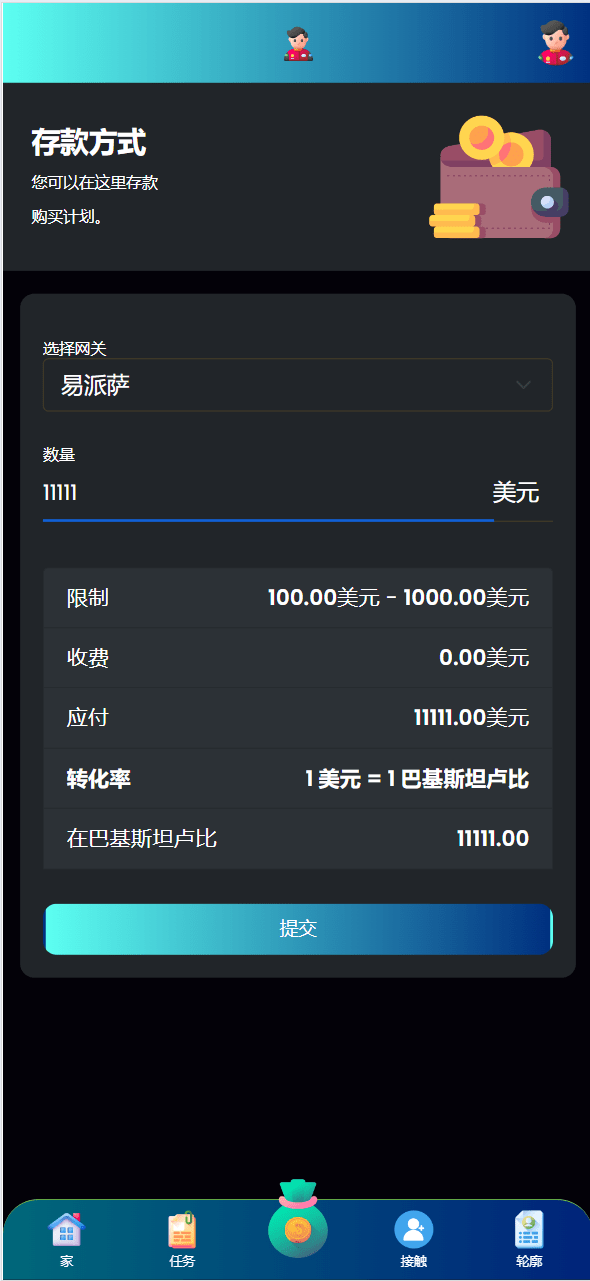 存款方式
您可以在这里存款
购买计划。
选择网关
易派萨
数量
11111 美元
限制 100.00美元 - 1000.00美元
收费 0.00美元
应付 11111.00美元
转化率 1 美元 = 1 巴基斯坦卢比
在巴基斯坦卢比 11111.00
提交
家 任务 接触 轮廓